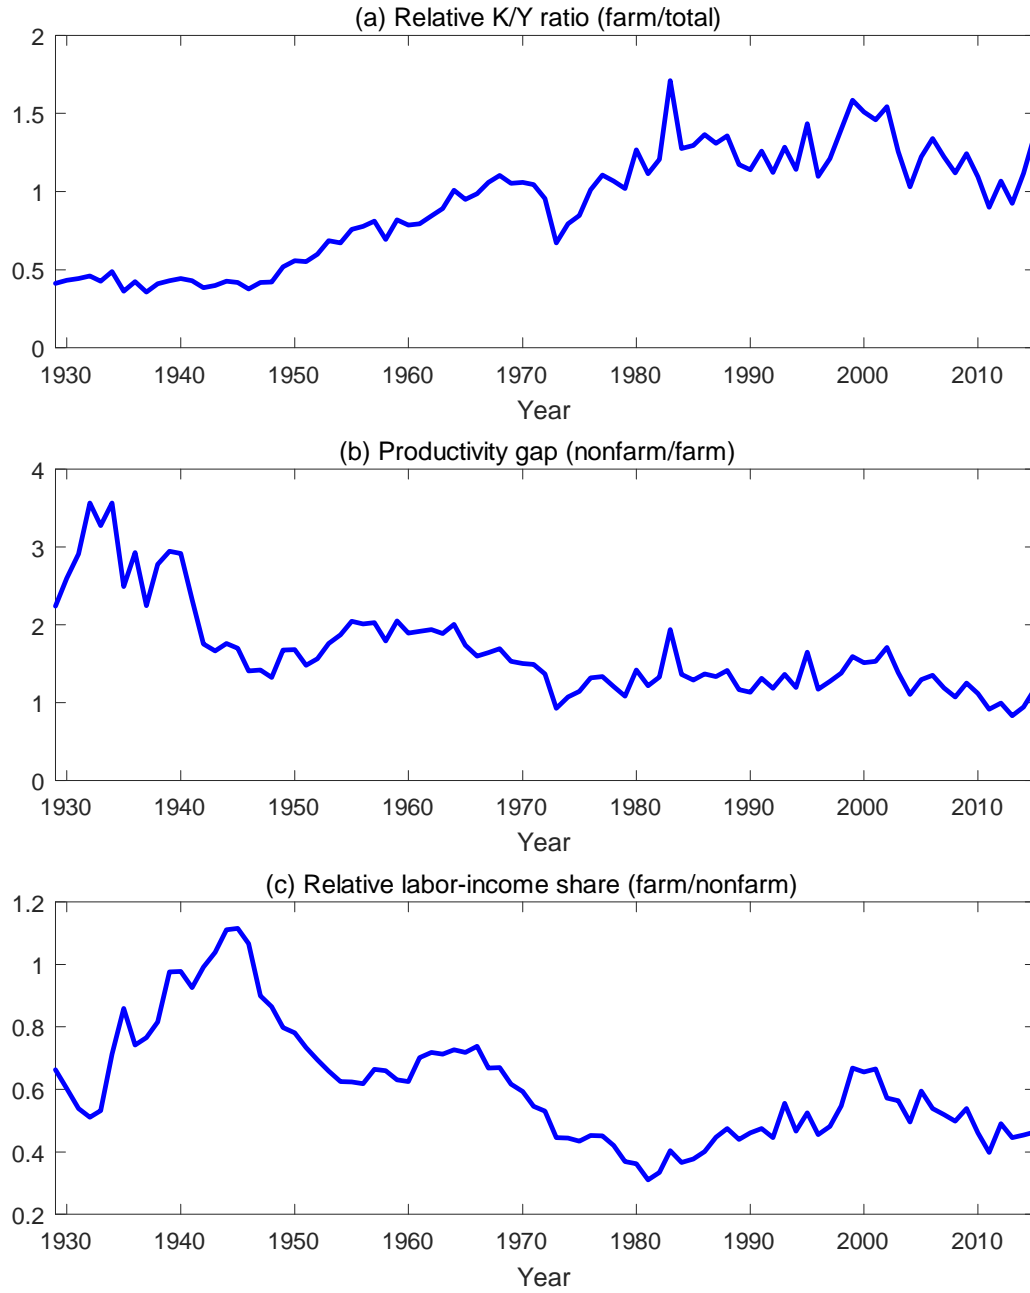 (a) Relative K/Y ratio (farm/total)
2
1.5
1
0.5
0
1930 1940 1950 1960 1970 1980 1990 2000 2010
Year
(b) Productivity gap (nonfarm/farm)
4
3
2
1
0
1930 1940 1950 1960 1970 1980 1990 2000 2010
Year
(c) Relative labor-income share (farm/nonfarm)
1.2
1
0.8
0.6
0.4
0.2
1930 1940 1950 1960 1970 1980 1990 2000 2010
Year